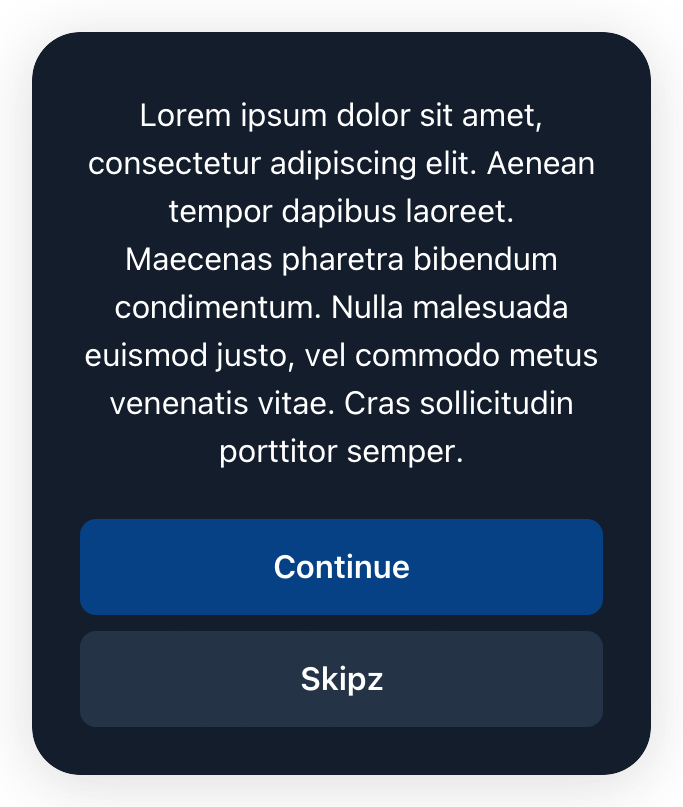 Lorem ipsum dolor sit amet,
consectetur adipiscing elit. Aenean
tempor dapibus laoreet.
Maecenas pharetra bibendum
condimentum. Nulla malesuada
euismod justo, vel commodo metus
venenatis vitae. Cras sollicitudin
porttitor semper.
Continue
Skipz